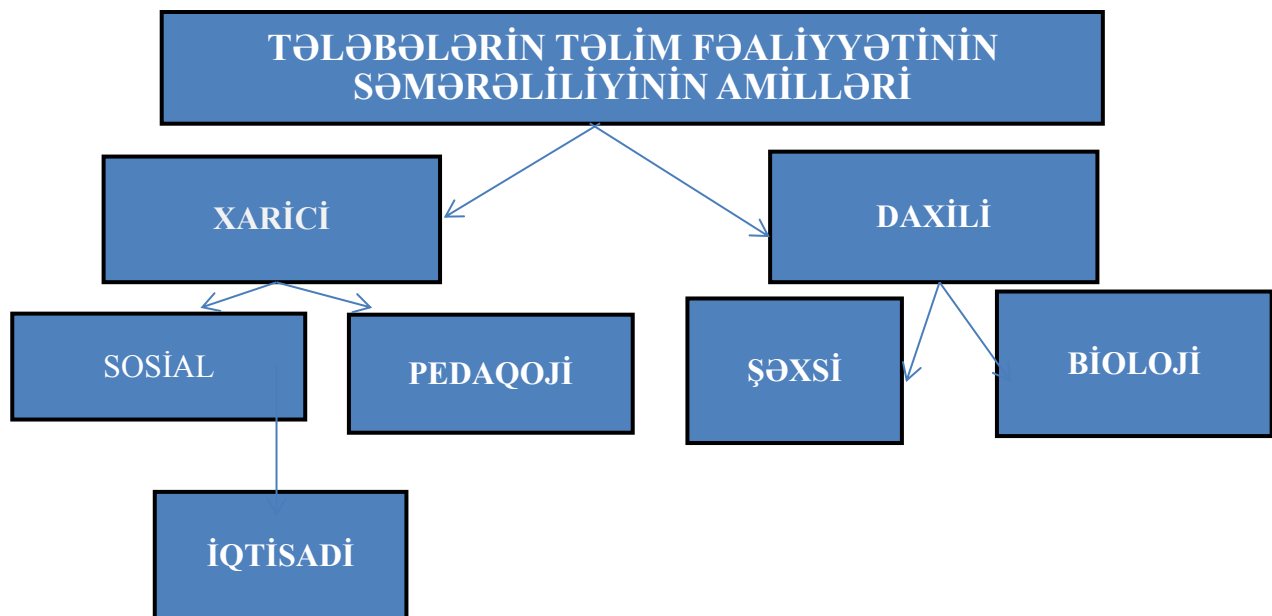 TƏLƏBƏLƏRİN TƏLİM FƏALİYYƏTİNİN
SƏMƏRƏLİLİYİNİN AMİLLƏRİ
XARİCİ
DAXİLİ
SOSİAL
PEDAQOJİ
ŞƏXSİ
BİOLOJİ
İQTİSADİ